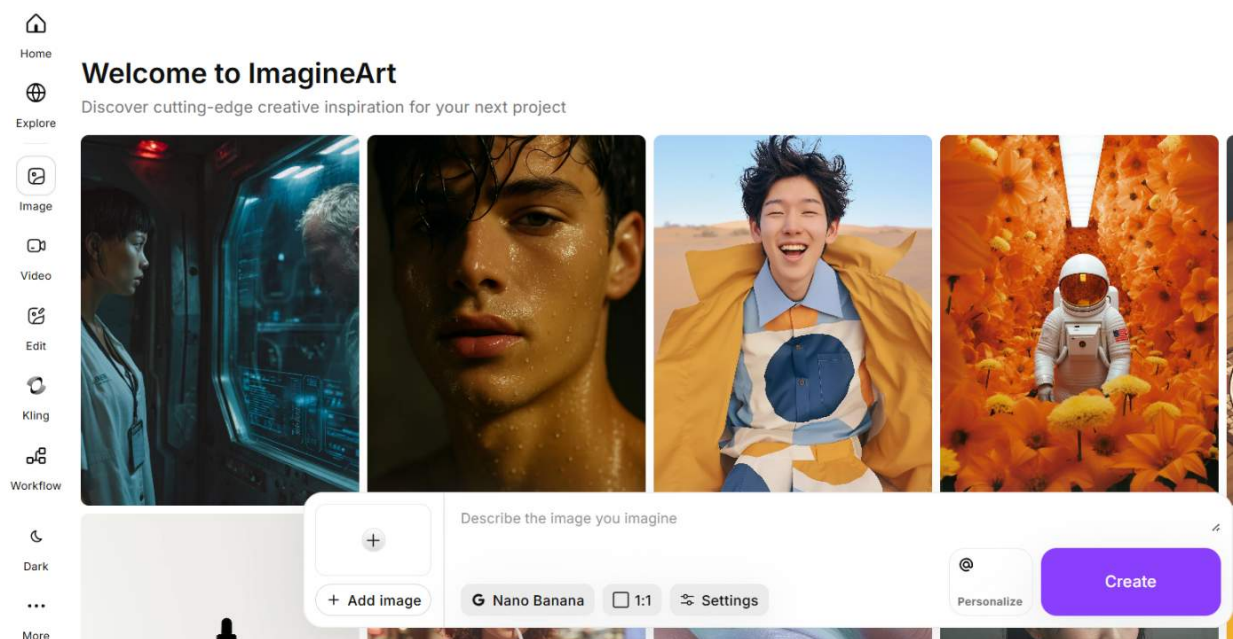 Home
Explore
Image
Video
Edit
Kling
Workflow
Dark
More
Welcome to ImagineArt
Discover cutting-edge creative inspiration for your next project
Describe the image you imagine
+ Add image
G Nano Banana
1:1
Settings
@
Personalize
Create